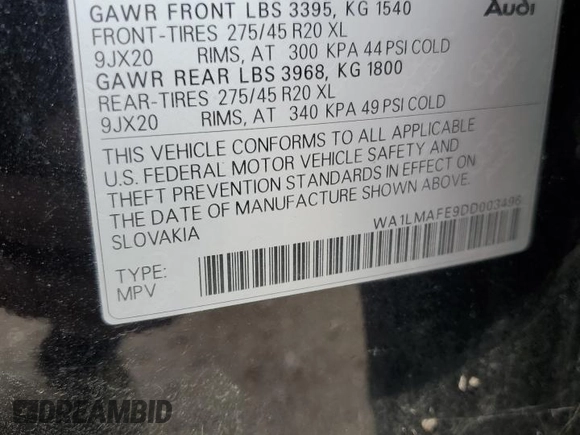 GAWR FRONT LBS 3395, KG 1540
Audi
FRONT-TIRES 275/45 R20 XL
9JX20 RIMS, AT 300 KPA 44 PSI COLD
GAWR REAR LBS 3968, KG 1800
REAR-TIRES 275/45 R20 XL
9JX20 RIMS, AT 340 KPA 49 PSI COLD
THIS VEHICLE CONFORMS TO ALL APPLICABLE
U.S. FEDERAL MOTOR VEHICLE SAFETY AND
THEFT PREVENTION STANDARDS IN EFFECT ON
THE DATE OF MANUFACTURE SHOWN ABOVE.
SLOVAKIA
WA1LMAFE9DD003496
TYPE:
MPV
DREAMBID